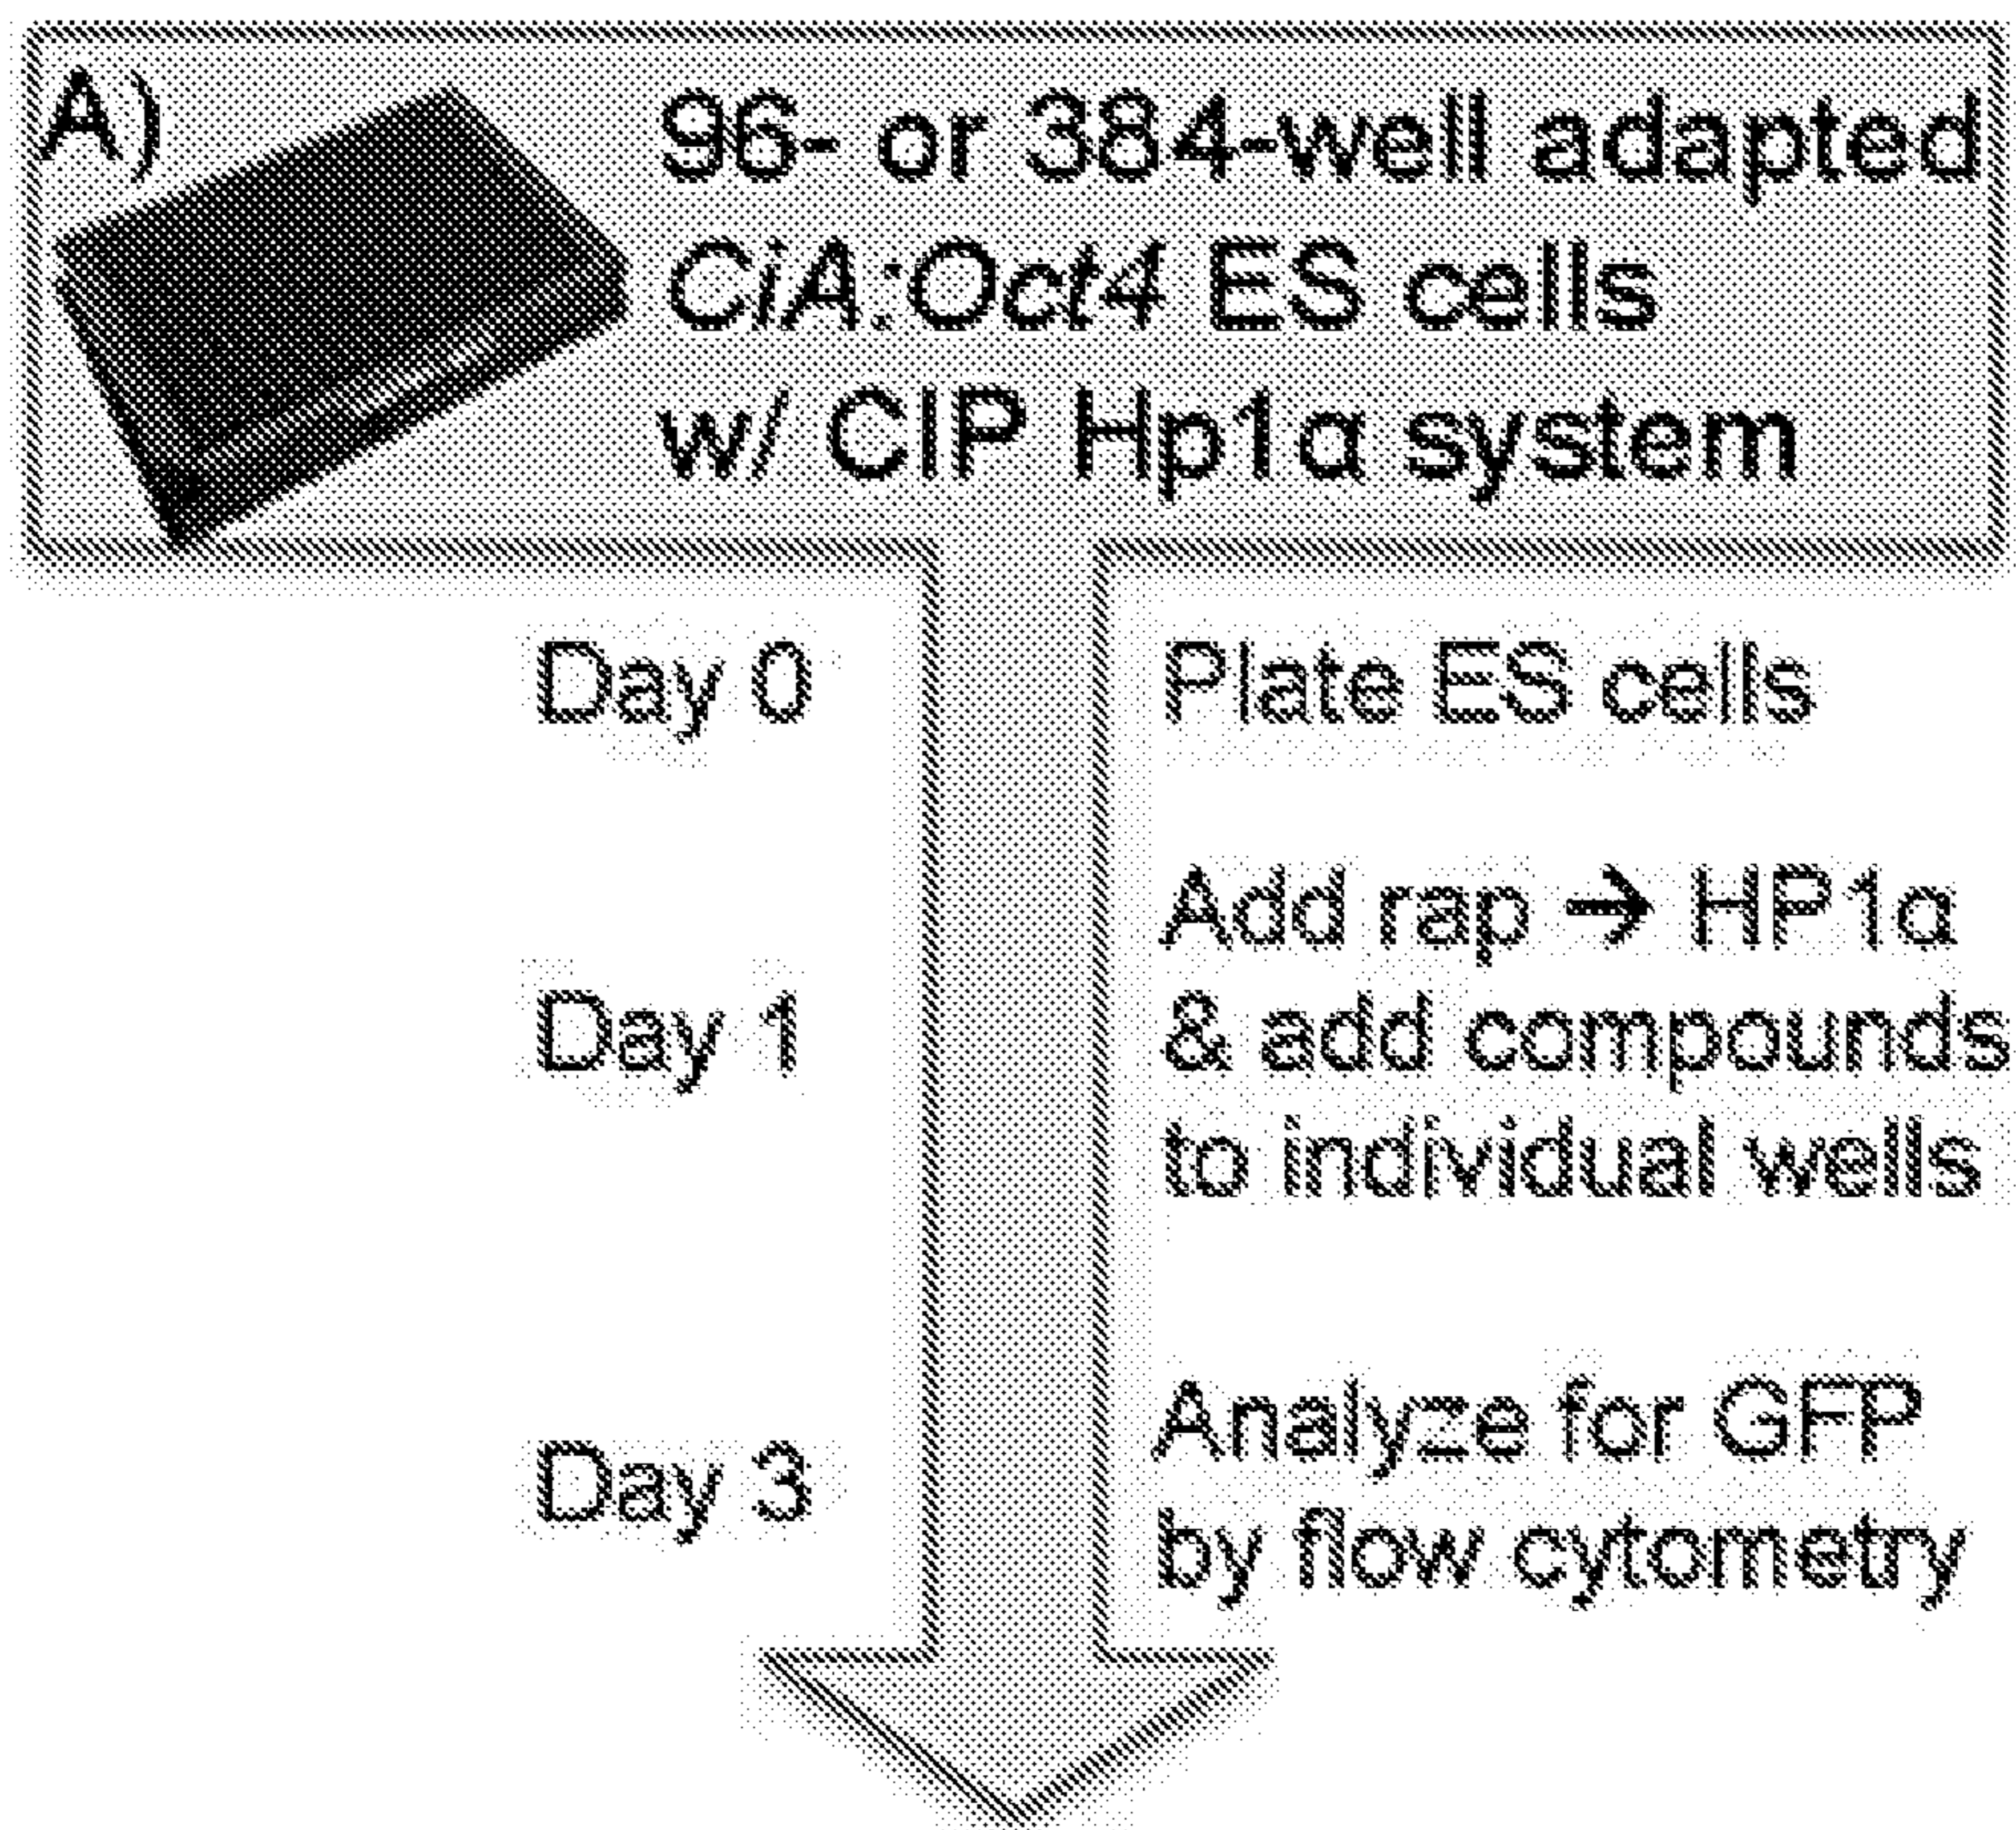 A)
96- or 384-well adapted
CiA:Oct4 ES cells
w/ CIP Hp1α system
Day 0
Plate ES cells
Day 1
Add rap → HP1α
& add compounds
to individual wells
Day 3
Analyze for GFP
by flow cytometry